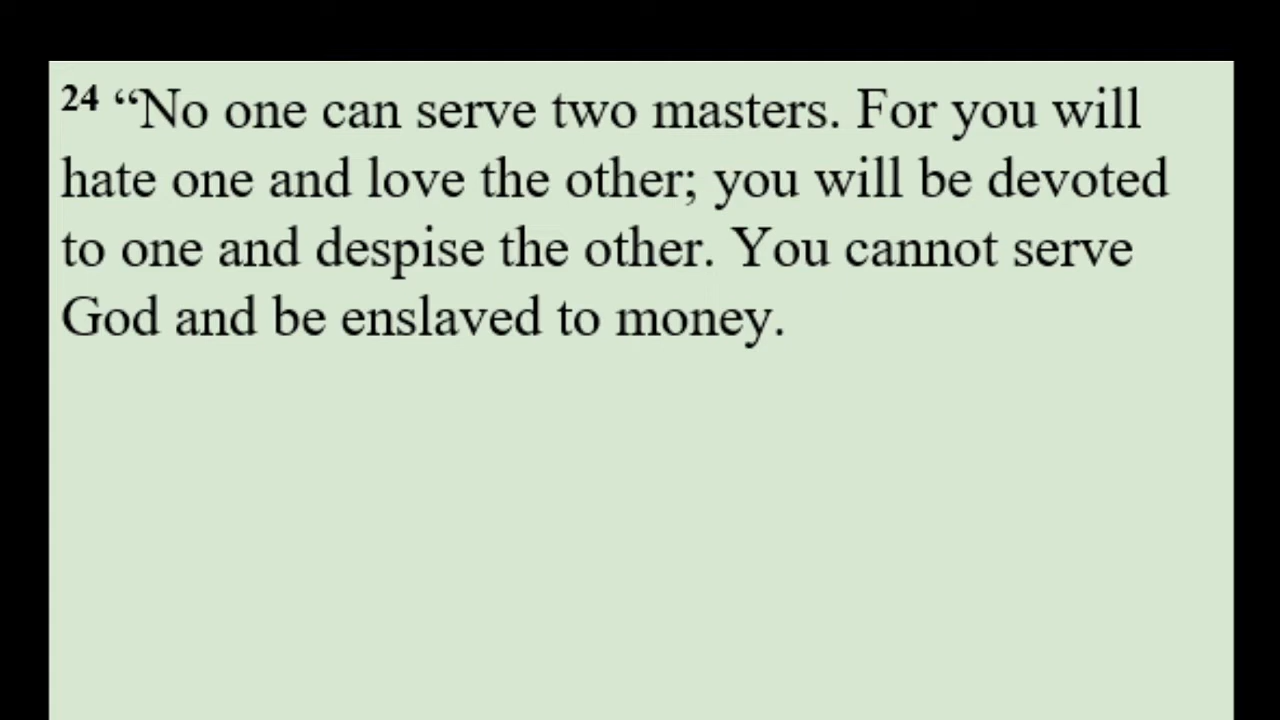 24 “No one can serve two masters. For you will
hate one and love the other; you will be devoted
to one and despise the other. You cannot serve
God and be enslaved to money.